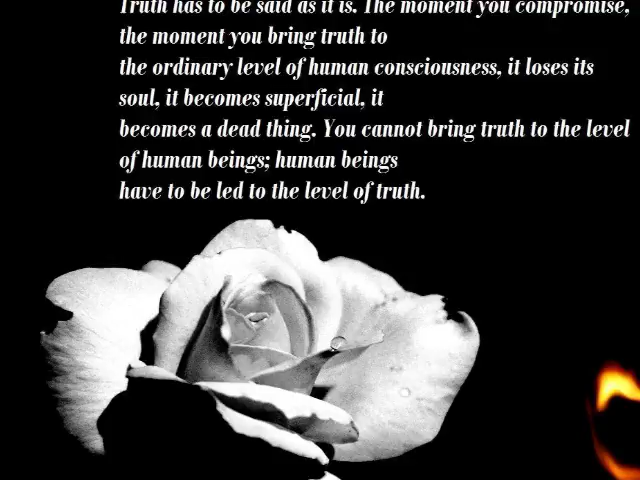 Truth has to be said as it is. The moment you compromise,
the moment you bring truth to
the ordinary level of human consciousness, it loses its
soul, it becomes superficial, it
becomes a dead thing. You cannot bring truth to the level
of human beings; human beings
have to be led to the level of truth.